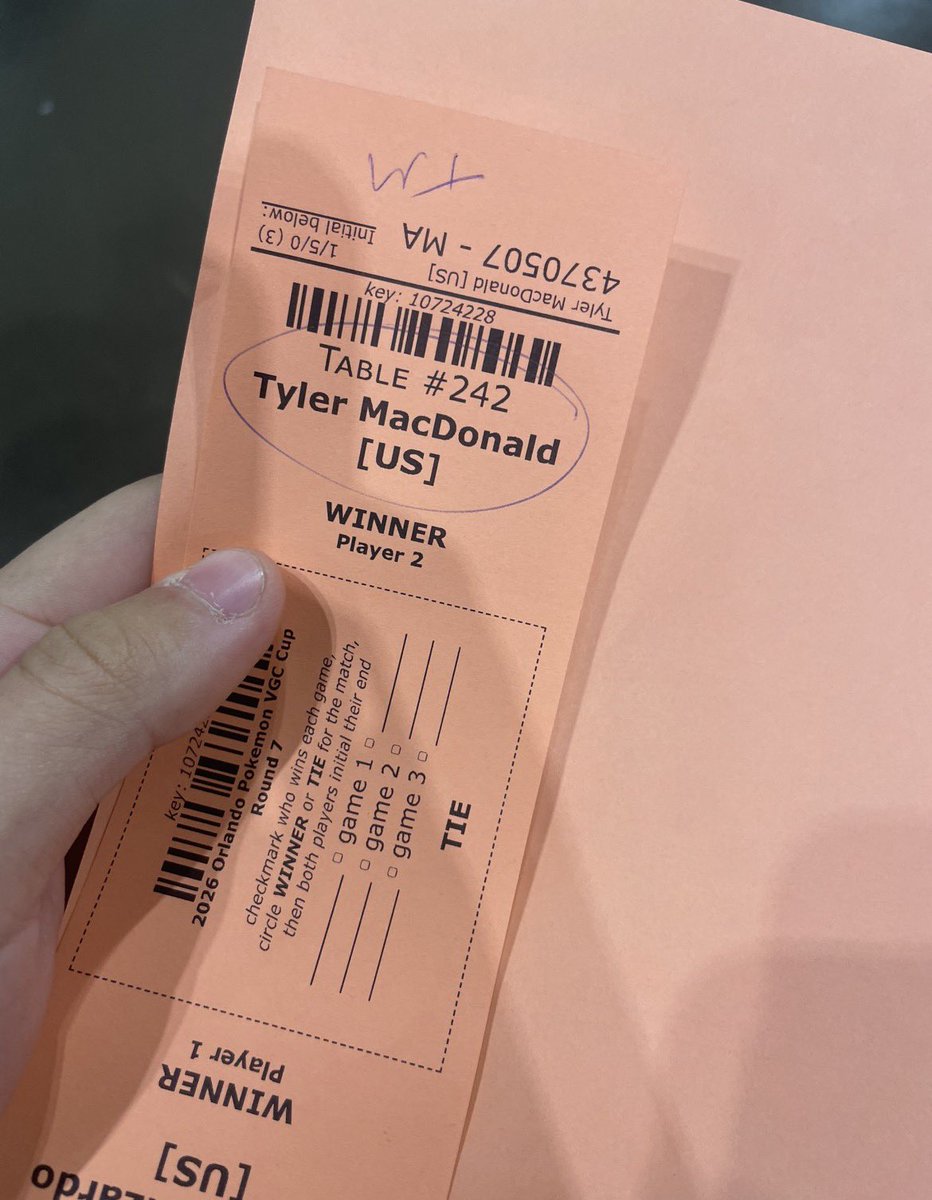 TM
Initial below:
4370507 - MA
1/5/0 (3)
Tyler MacDonald [US]
key: 10724228
TABLE #242
Tyler MacDonald
[US]
WINNER
Player 2
2026 Orlando Pokemon VGC Cup
Round 7
checkmark who wins each game,
circle WINNER or TIE for the match,
then both players initial their end
game 1
game 2
game 3
TIE
Player 1
WINNER
[US]